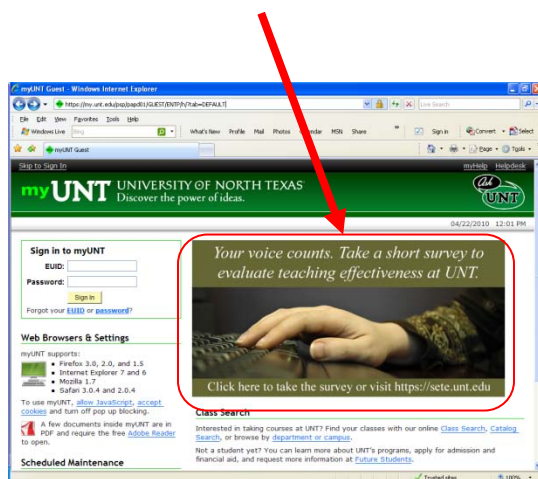 myUNT Guest - Windows Internet Explorer
https://my.unt.edu/psp/papd01/GUEST/ENTP/h/?tab=DEFAULT
Live Search
File Edit View Favorites Tools Help
Windows Live Bing What's New Profile Mail Photos Calendar MSN Share Sign in Convert Select
myUNT Guest Page Tools
Skip to Sign In myHelp Helpdesk
myUNT UNIVERSITY OF NORTH TEXAS
Discover the power of ideas.
Ask UNT
04/22/2010 12:01 PM
Sign in to myUNT
EUID:
Password:
Sign In
Forgot your EUID or password?
Your voice counts. Take a short survey to
evaluate teaching effectiveness at UNT.
Click here to take the survey or visit https://sete.unt.edu
Web Browsers & Settings
myUNT supports:
• Firefox 3.0, 2.0, and 1.5
• Internet Explorer 7 and 6
• Mozilla 1.7
• Safari 3.0.4 and 2.0.4
To use myUNT, allow JavaScript, accept
cookies and turn off pop up blocking.
A few documents inside myUNT are in
PDF and require the free Adobe Reader
to open.
Scheduled Maintenance
Class Search
Interested in taking courses at UNT? Find your classes with our online Class Search, Catalog
Search, or browse by department or campus.
Not a student yet? You can learn more about UNT's programs, apply for admission and
financial aid, and request more information at Future Students.
Trusted sites 100%